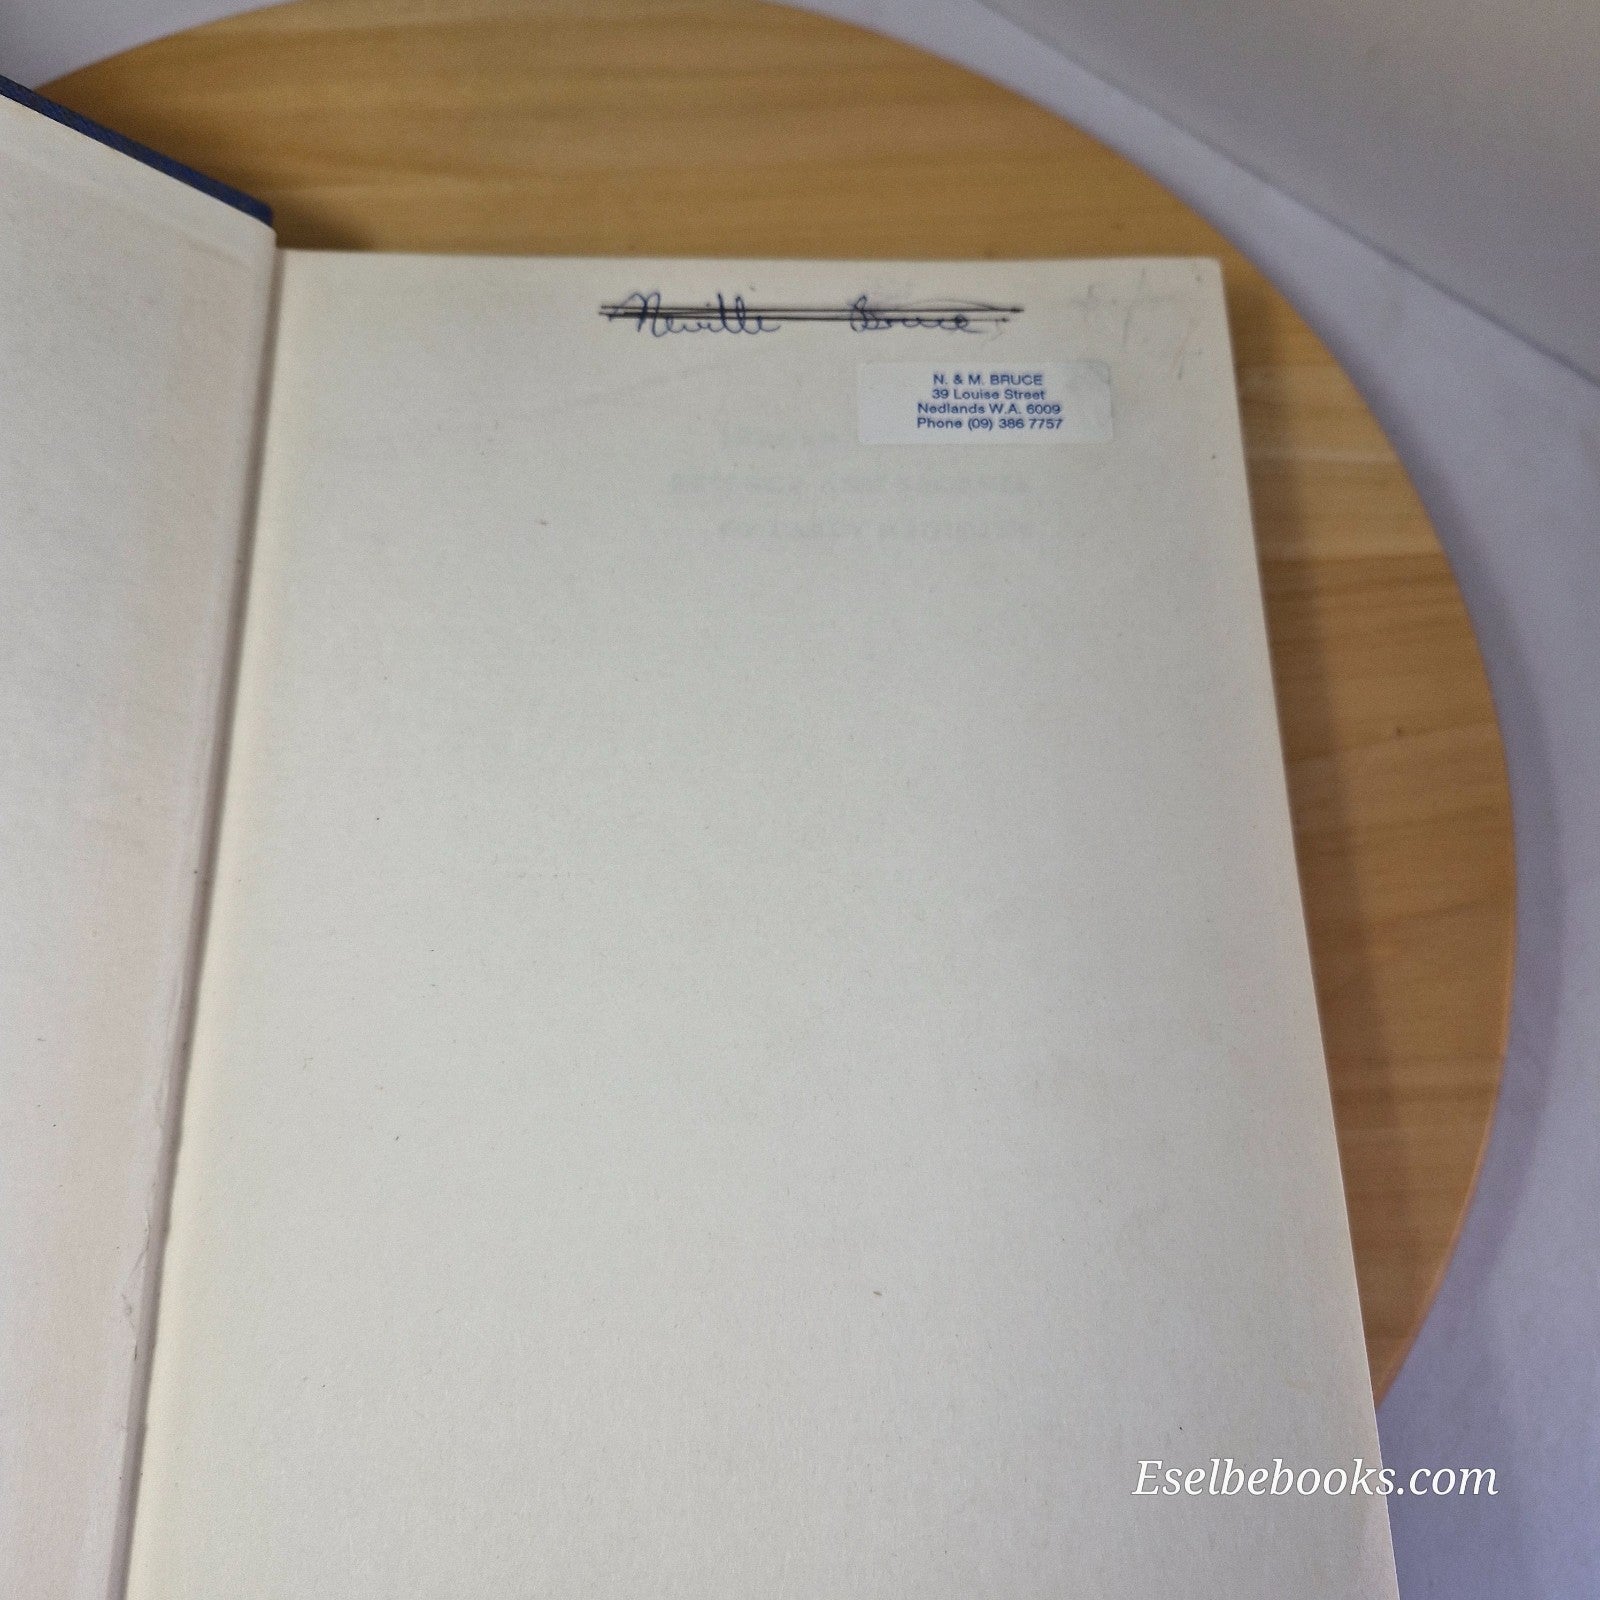 Neville Bruce
N. & M. BRUCE
39 Louise Street
Nedlands W.A. 6009
Phone (09) 386 7757
Eselbebooks.com